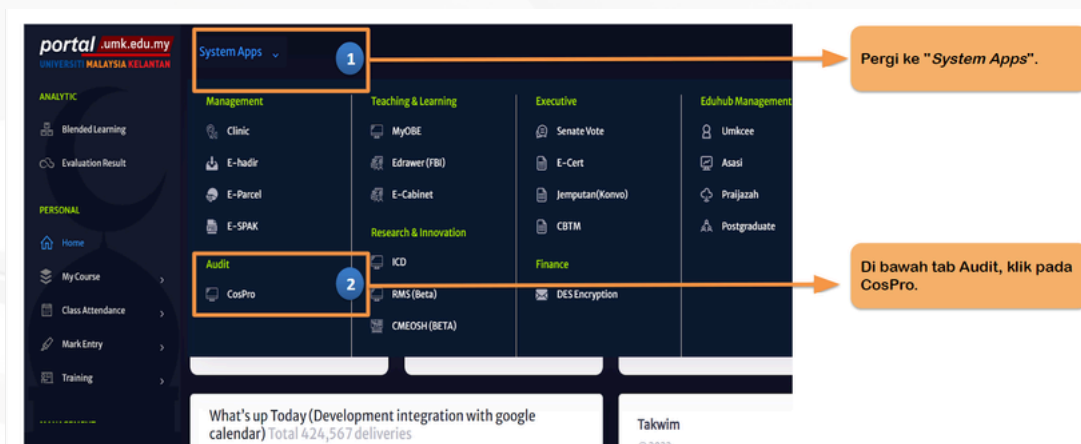 portal .umk.edu.my
UNIVERSITI MALAYSIA KELANTAN
ANALYTIC
Blended Learning
Evaluation Result
PERSONAL
Home
My Course
Class Attendance
Mark Entry
Training
System Apps
1
Management
Clinic
E-hadir
E-Parcel
E-SPAK
Audit
CosPro
2
Teaching & Learning
MyOBE
Edrawer (FBI)
E-Cabinet
Research & Innovation
ICD
RMS (Beta)
CMEOSH (BETA)
Executive
Senate Vote
E-Cert
Jemputan(Konvo)
CBTM
Finance
DES Encryption
Eduhub Management
Umkcee
Asasi
Praijazah
Postgraduate
What's up Today (Development integration with google
calendar) Total 424,567 deliveries
Takwim
Pergi ke "System Apps".
Di bawah tab Audit, klik pada
CosPro.